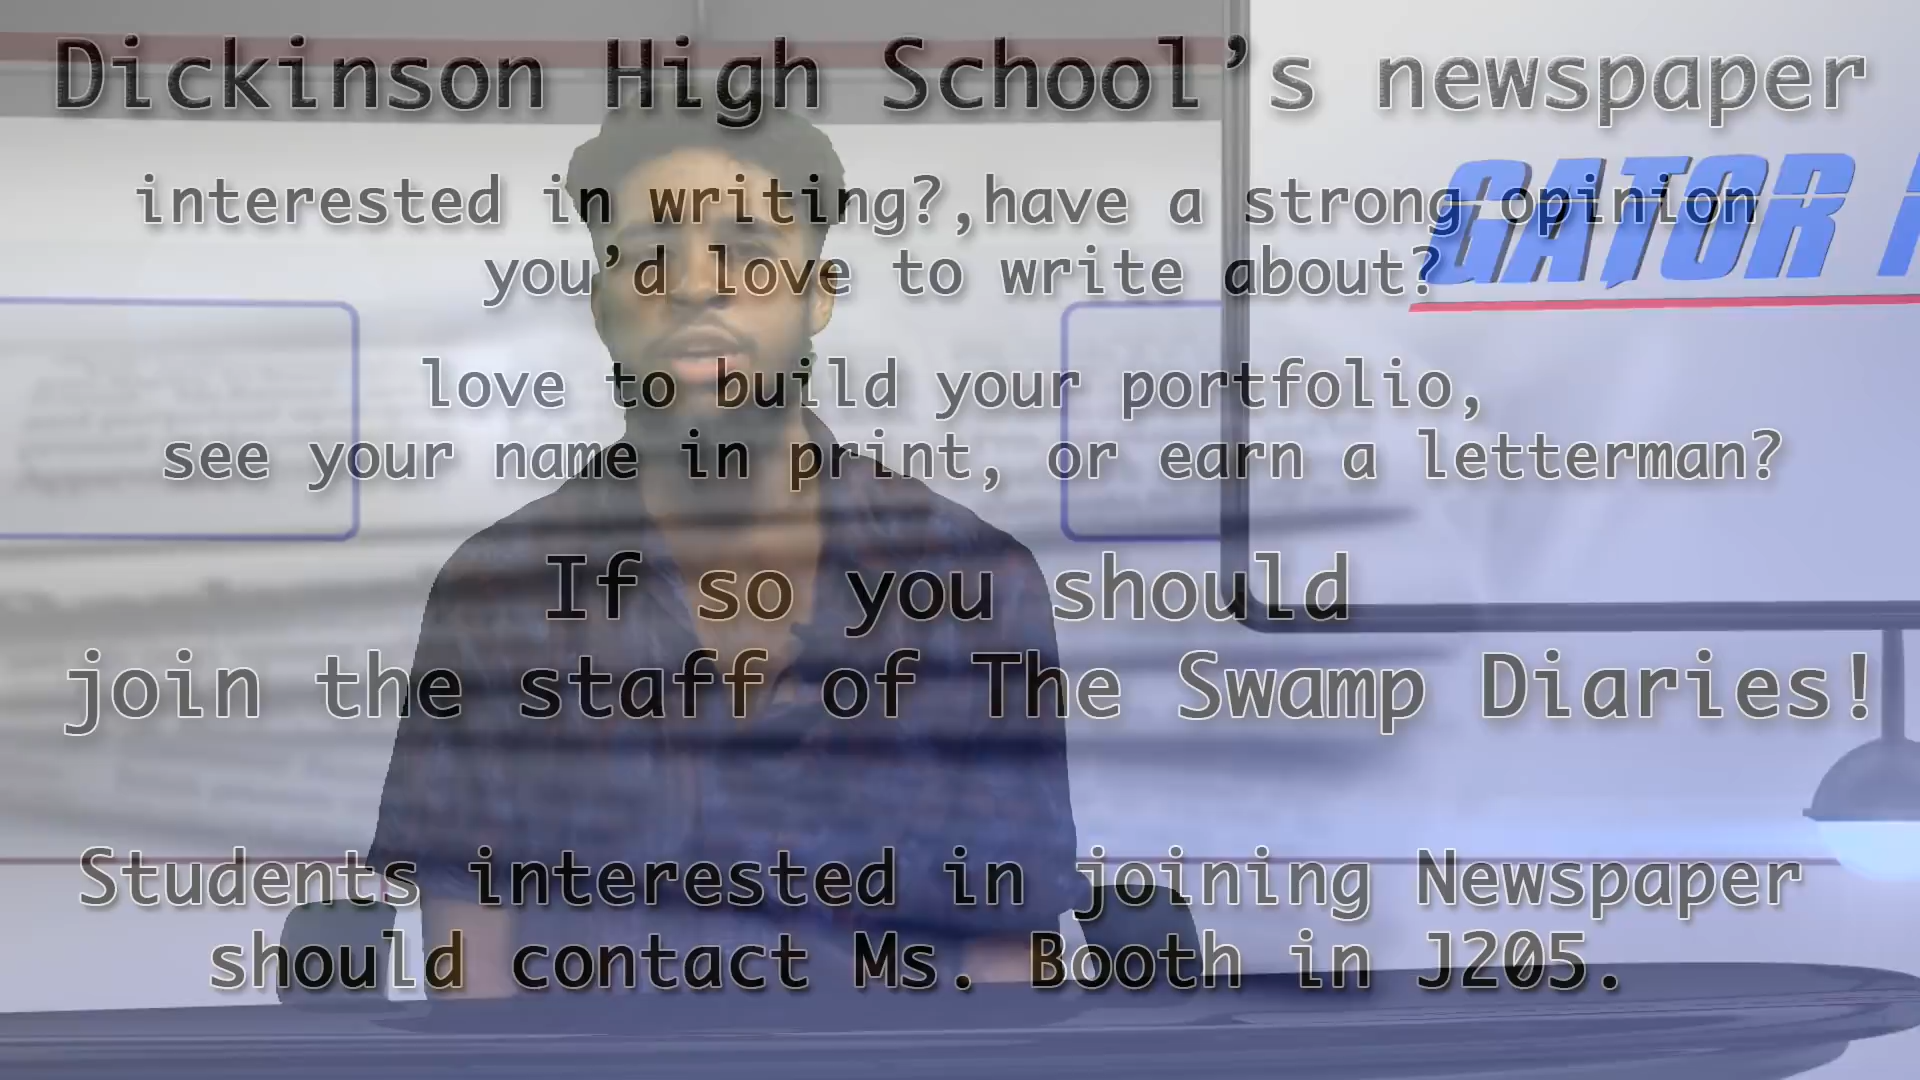 Dickinson High School's newspaper
interested in writing?,have a strong opinion
you'd love to write about?
GATOR
love to build your portfolio,
see your name in print, or earn a letterman?
If so you should
join the staff of The Swamp Diaries!
Students interested in joining Newspaper
should contact Ms. Booth in J205.